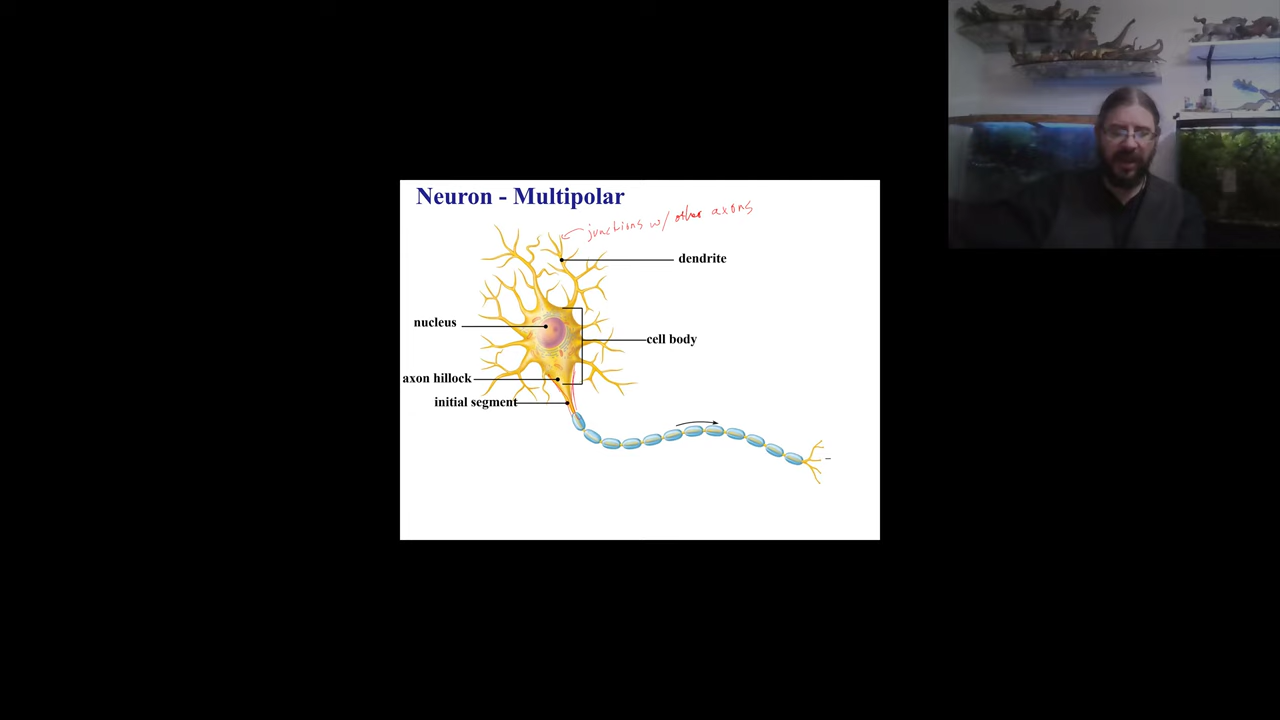 Neuron - Multipolar
junctions w/ other axons
dendrite
nucleus
cell body
axon hillock
initial segment